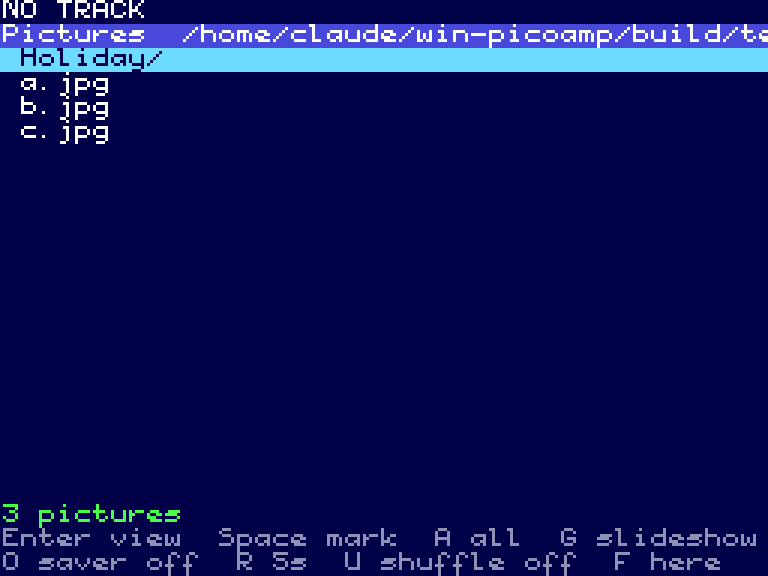 NO TRACK
Pictures /home/claude/win-picoamp/build/te
Holiday/
a.jpg
b.jpg
c.jpg
3 pictures
Enter view Space mark A all G slideshow
O saver off R 5s U shuffle off F here